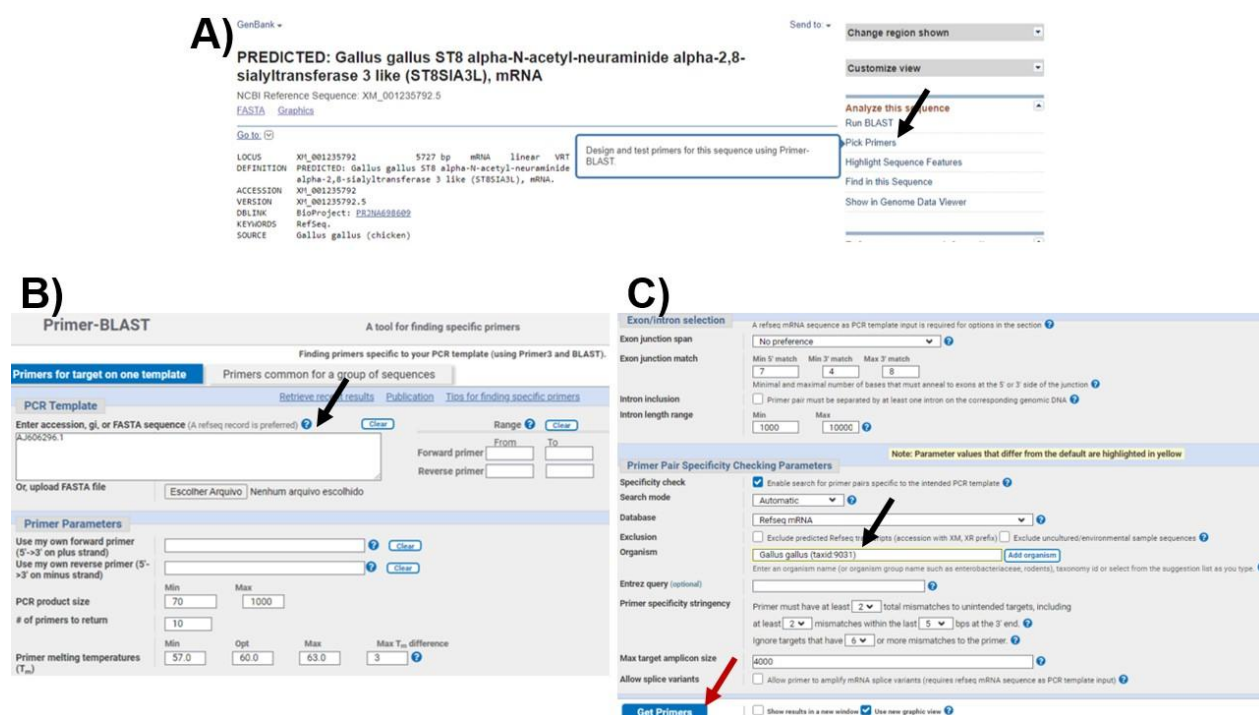 A)
GenBank
Send to:
PREDICTED: Gallus gallus ST8 alpha-N-acetyl-neuraminide alpha-2,8-
sialyltransferase 3 like (ST8SIA3L), mRNA
NCBI Reference Sequence: XM_001235792.5
FASTA Graphics
Go to:
LOCUS XM_001235792 5727 bp mRNA linear VRT
DEFINITION PREDICTED: Gallus gallus ST8 alpha-N-acetyl-neuraminide
alpha-2,8-sialyltransferase 3 like (ST8SIA3L), mRNA.
ACCESSION XM_001235792
VERSION XM_001235792.5
DBLINK BioProject: PRJNA698609
KEYWORDS RefSeq.
SOURCE Gallus gallus (chicken)
Design and test primers for this sequence using Primer-
BLAST.
Change region shown
Customize view
Analyze this sequence
Run BLAST
Pick Primers
Highlight Sequence Features
Find in this Sequence
Show in Genome Data Viewer
B)
Primer-BLAST A tool for finding specific primers
Finding primers specific to your PCR template (using Primer3 and BLAST).
Primers for target on one template Primers common for a group of sequences
Retrieve recent results Publication Tips for finding specific primers
PCR Template
Enter accession, gi, or FASTA sequence (A refseq record is preferred) ? Clear Range ? Clear
AJ606296.1
From To
Forward primer
Reverse primer
Or, upload FASTA file Escolher Arquivo Nenhum arquivo escolhido
Primer Parameters
Use my own forward primer
(5'->3' on plus strand) ? Clear
Use my own reverse primer (5'-
>3' on minus strand) ? Clear
Min Max
PCR product size 70 1000
# of primers to return 10
Min Opt Max Max Tm difference
Primer melting temperatures 57.0 60.0 63.0 3 ?
(Tm)
C)
Exon/intron selection A refseq mRNA sequence as PCR template input is required for options in the section ?
Exon junction span No preference ?
Exon junction match Min 5' match Min 3' match Max 3' match
7 4 8
Minimal and maximal number of bases that must anneal to exons at the 5' or 3' side of the junction ?
Intron inclusion Primer pair must be separated by at least one intron on the corresponding genomic DNA ?
Intron length range Min Max
1000 10000 ?
Note: Parameter values that differ from the default are highlighted in yellow
Primer Pair Specificity Checking Parameters
Specificity check Enable search for primer pairs specific to the intended PCR template ?
Search mode Automatic ?
Database Refseq mRNA ?
Exclusion Exclude predicted Refseq transcripts (accession with XM, XR prefix) Exclude uncultured/environmental sample sequences ?
Organism Gallus gallus (taxid:9031) Add organism
Enter an organism name (or organism group name such as enterobacteriaceae, rodents), taxonomy id or select from the suggestion list as you type.
Entrez query (optional) ?
Primer specificity stringency Primer must have at least 2 total mismatches to unintended targets, including
at least 2 mismatches within the last 5 bps at the 3' end. ?
Ignore targets that have 6 or more mismatches to the primer. ?
Max target amplicon size 4000 ?
Allow splice variants Allow primer to amplify mRNA splice variants (requires refseq mRNA sequence as PCR template input) ?
Get Primers Show results in a new window Use new graphic view ?